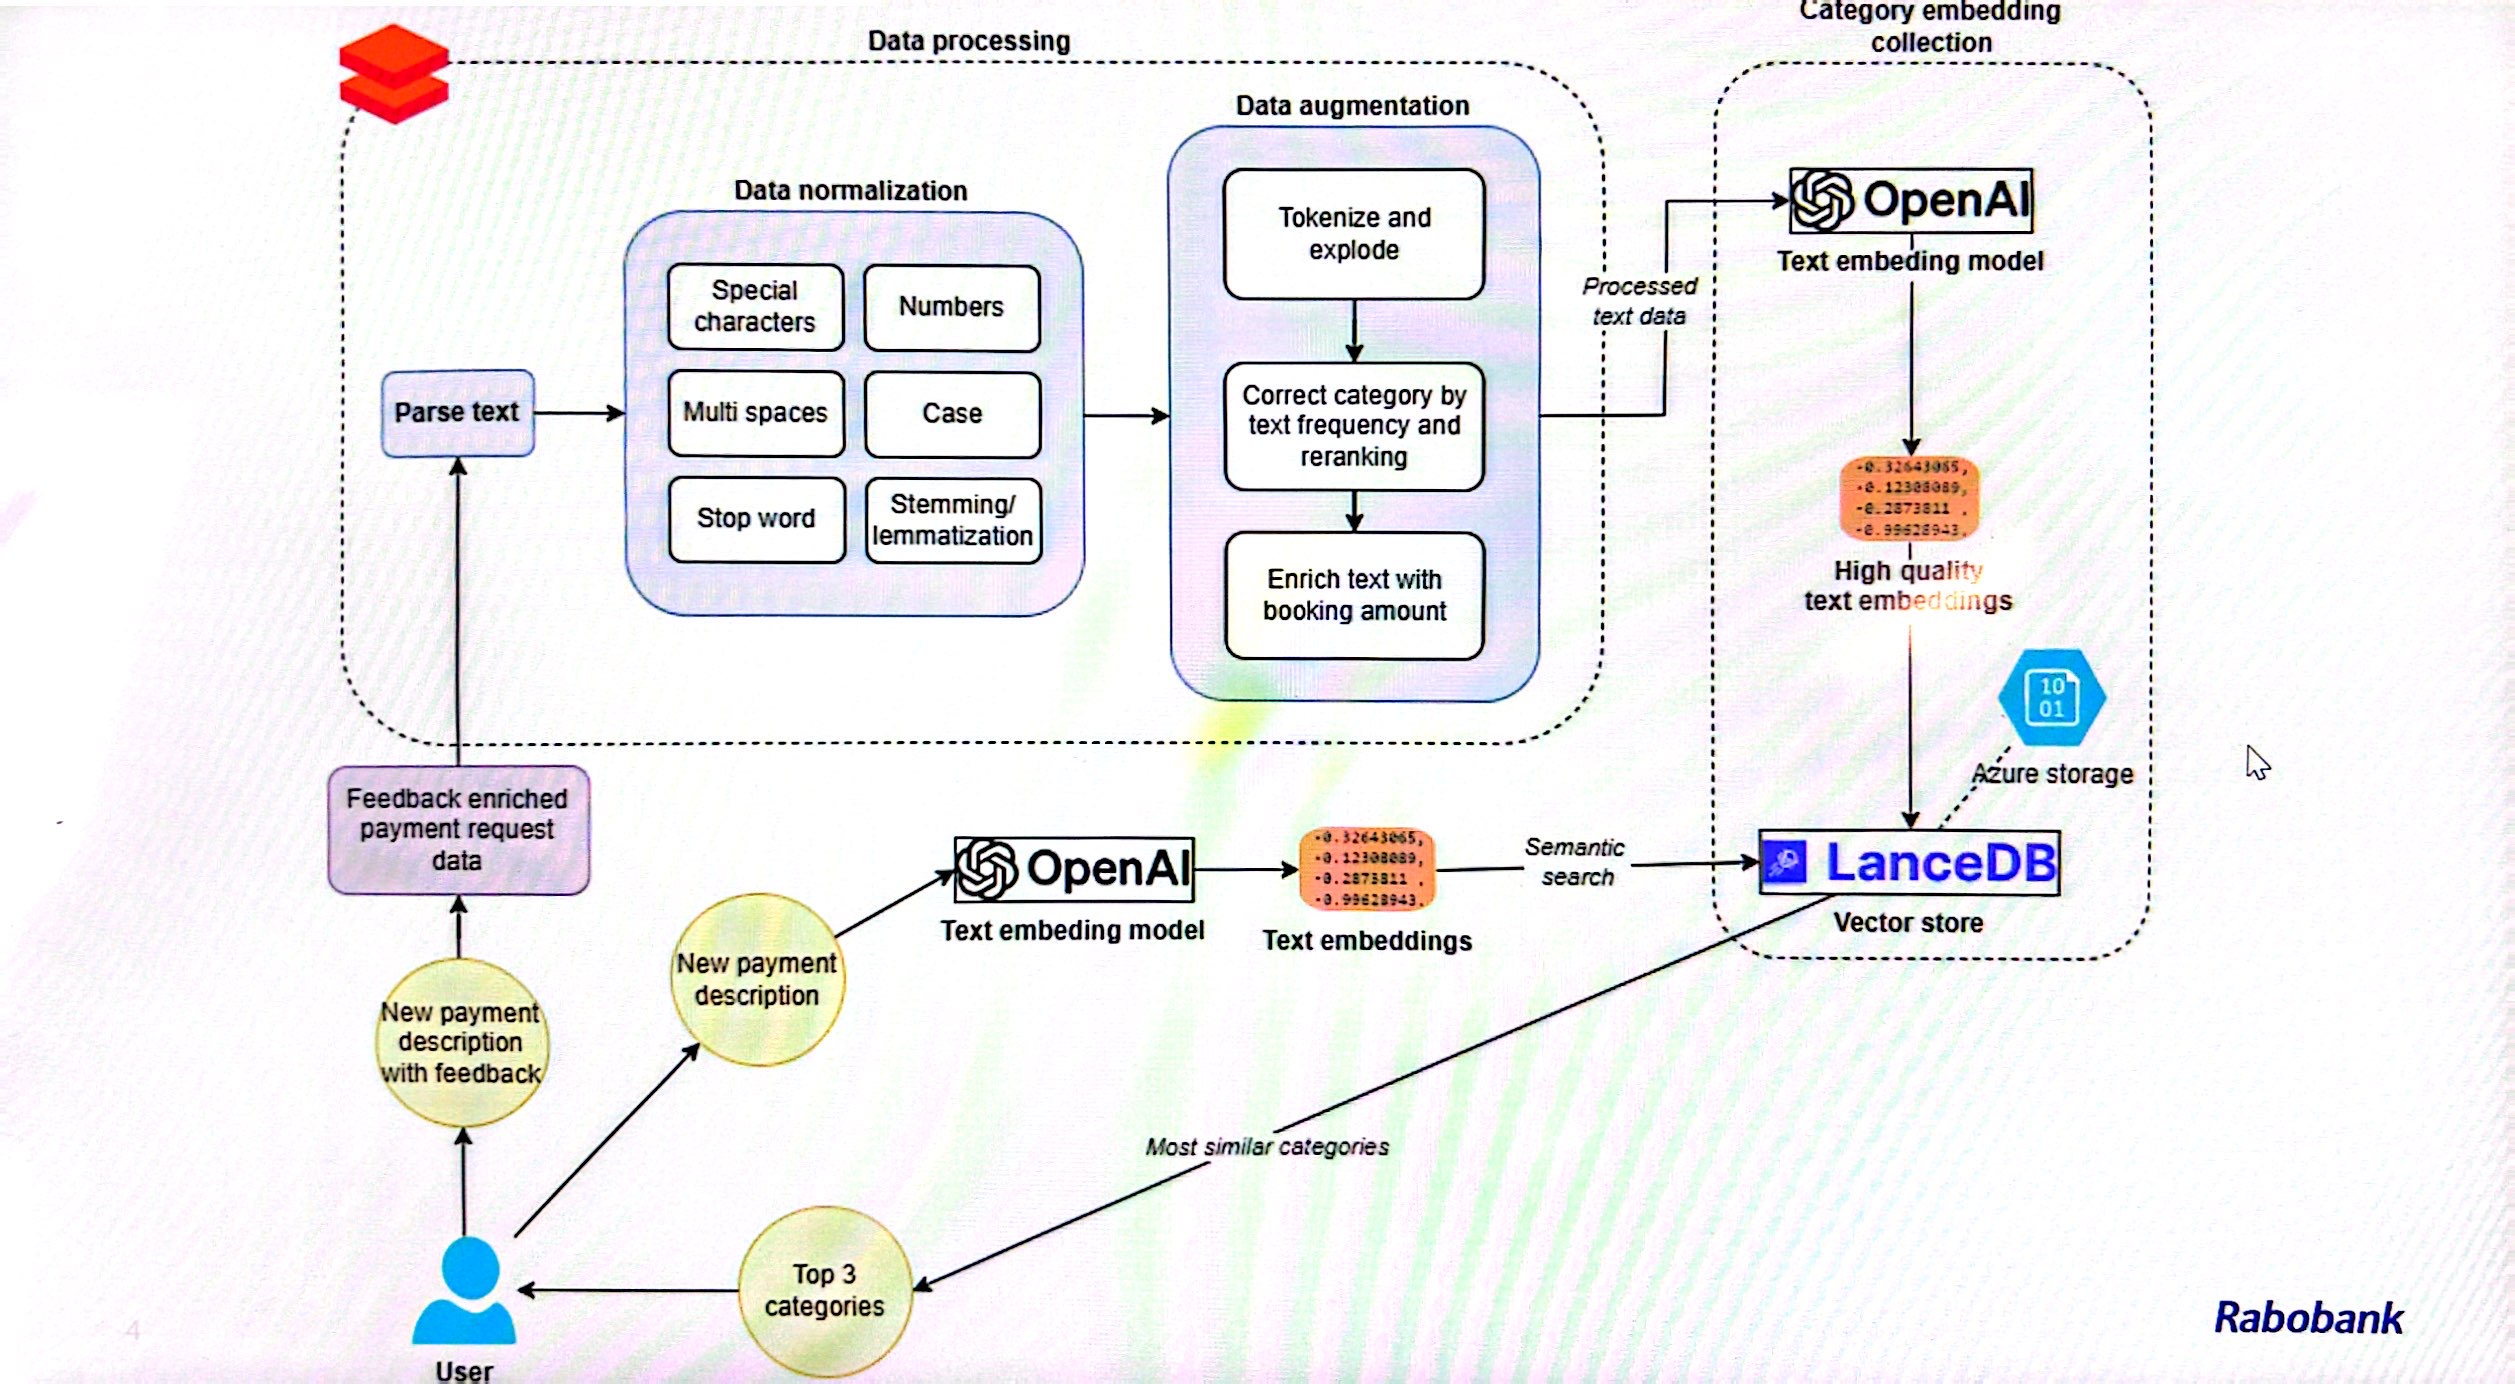 Data processing
Category embedding
collection
Data augmentation
Data normalization
Tokenize and
explode
OpenAI
Text embeding model
Special
characters
Numbers
Processed
text data
Parse text
Multi spaces
Case
Correct category by
text frequency and
reranking
Stop word
Stemming/
lemmatization
-0.32643065,
-0.12308089,
-0.2873811 ,
-0.99628943,
High quality
text embeddings
Enrich text with
booking amount
10
01
Azure storage
Feedback enriched
payment request
data
OpenAI
Text embeding model
-0.32643065,
-0.12308089,
-0.2873811 ,
-0.99628943,
Text embeddings
Semantic
search
LanceDB
Vector store
New payment
description
New payment
description
with feedback
Most similar categories
Top 3
categories
User
4
Rabobank